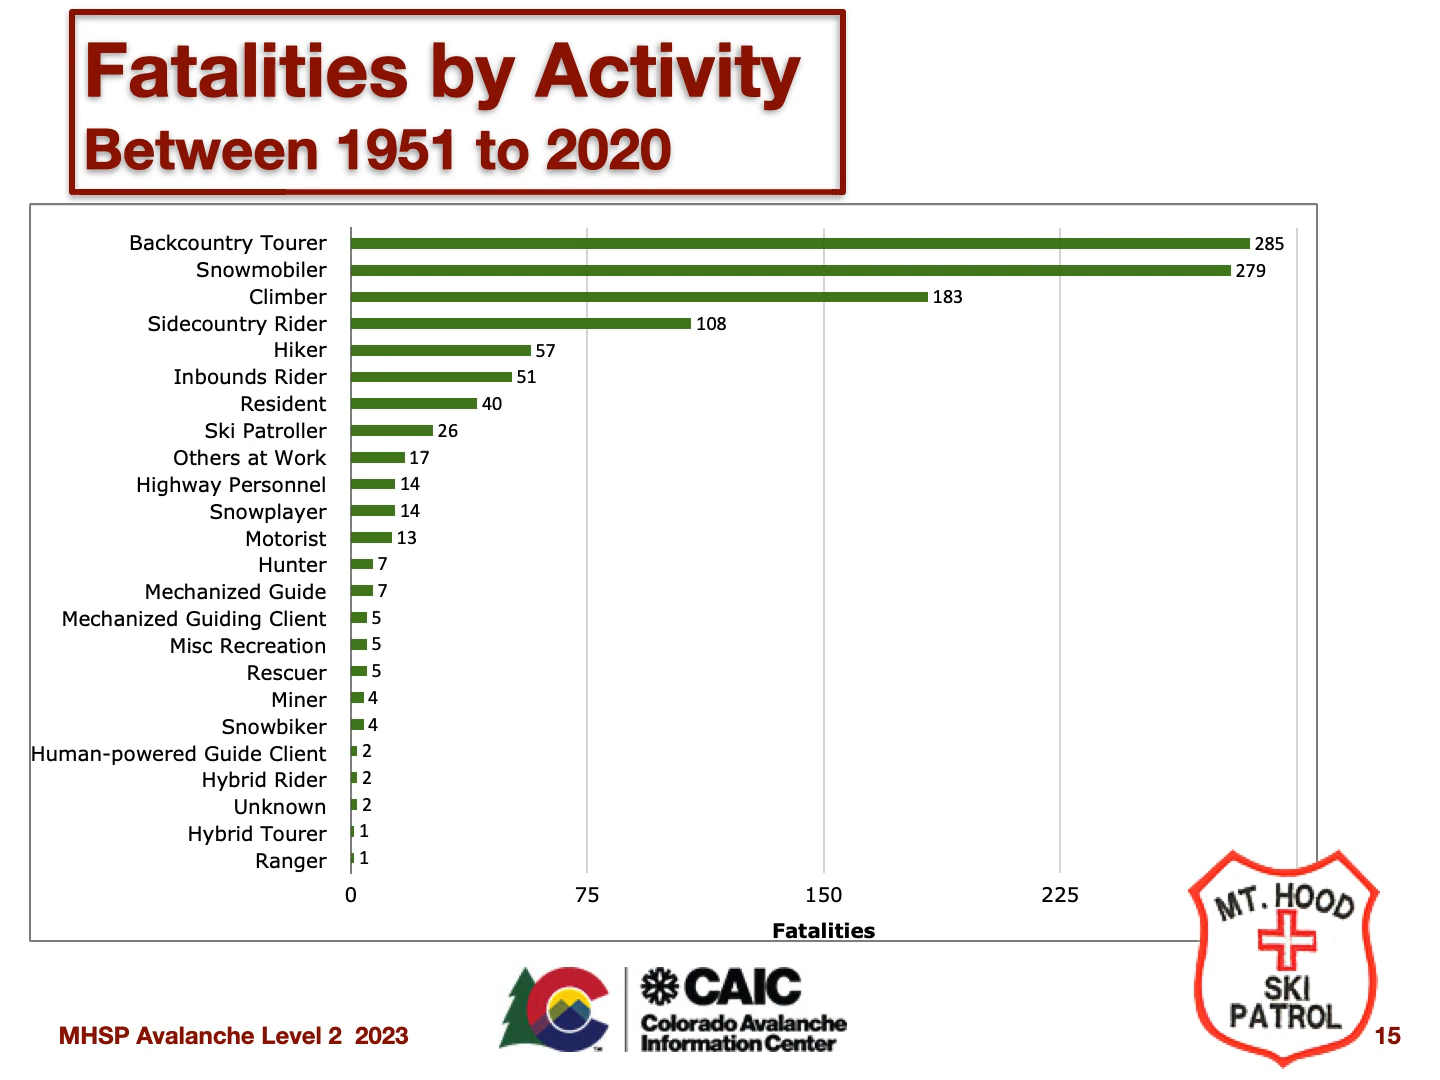 Fatalities by Activity
Between 1951 to 2020
Backcountry Tourer 285
Snowmobiler 279
Climber 183
Sidecountry Rider 108
Hiker 57
Inbounds Rider 51
Resident 40
Ski Patroller 26
Others at Work 17
Highway Personnel 14
Snowplayer 14
Motorist 13
Hunter 7
Mechanized Guide 7
Mechanized Guiding Client 5
Misc Recreation 5
Rescuer 5
Miner 4
Snowbiker 4
Human-powered Guide Client 2
Hybrid Rider 2
Unknown 2
Hybrid Tourer 1
Ranger 1
0 75 150 225
Fatalities
MT. HOOD
SKI
PATROL
CAIC
Colorado Avalanche
Information Center
MHSP Avalanche Level 2 2023
15